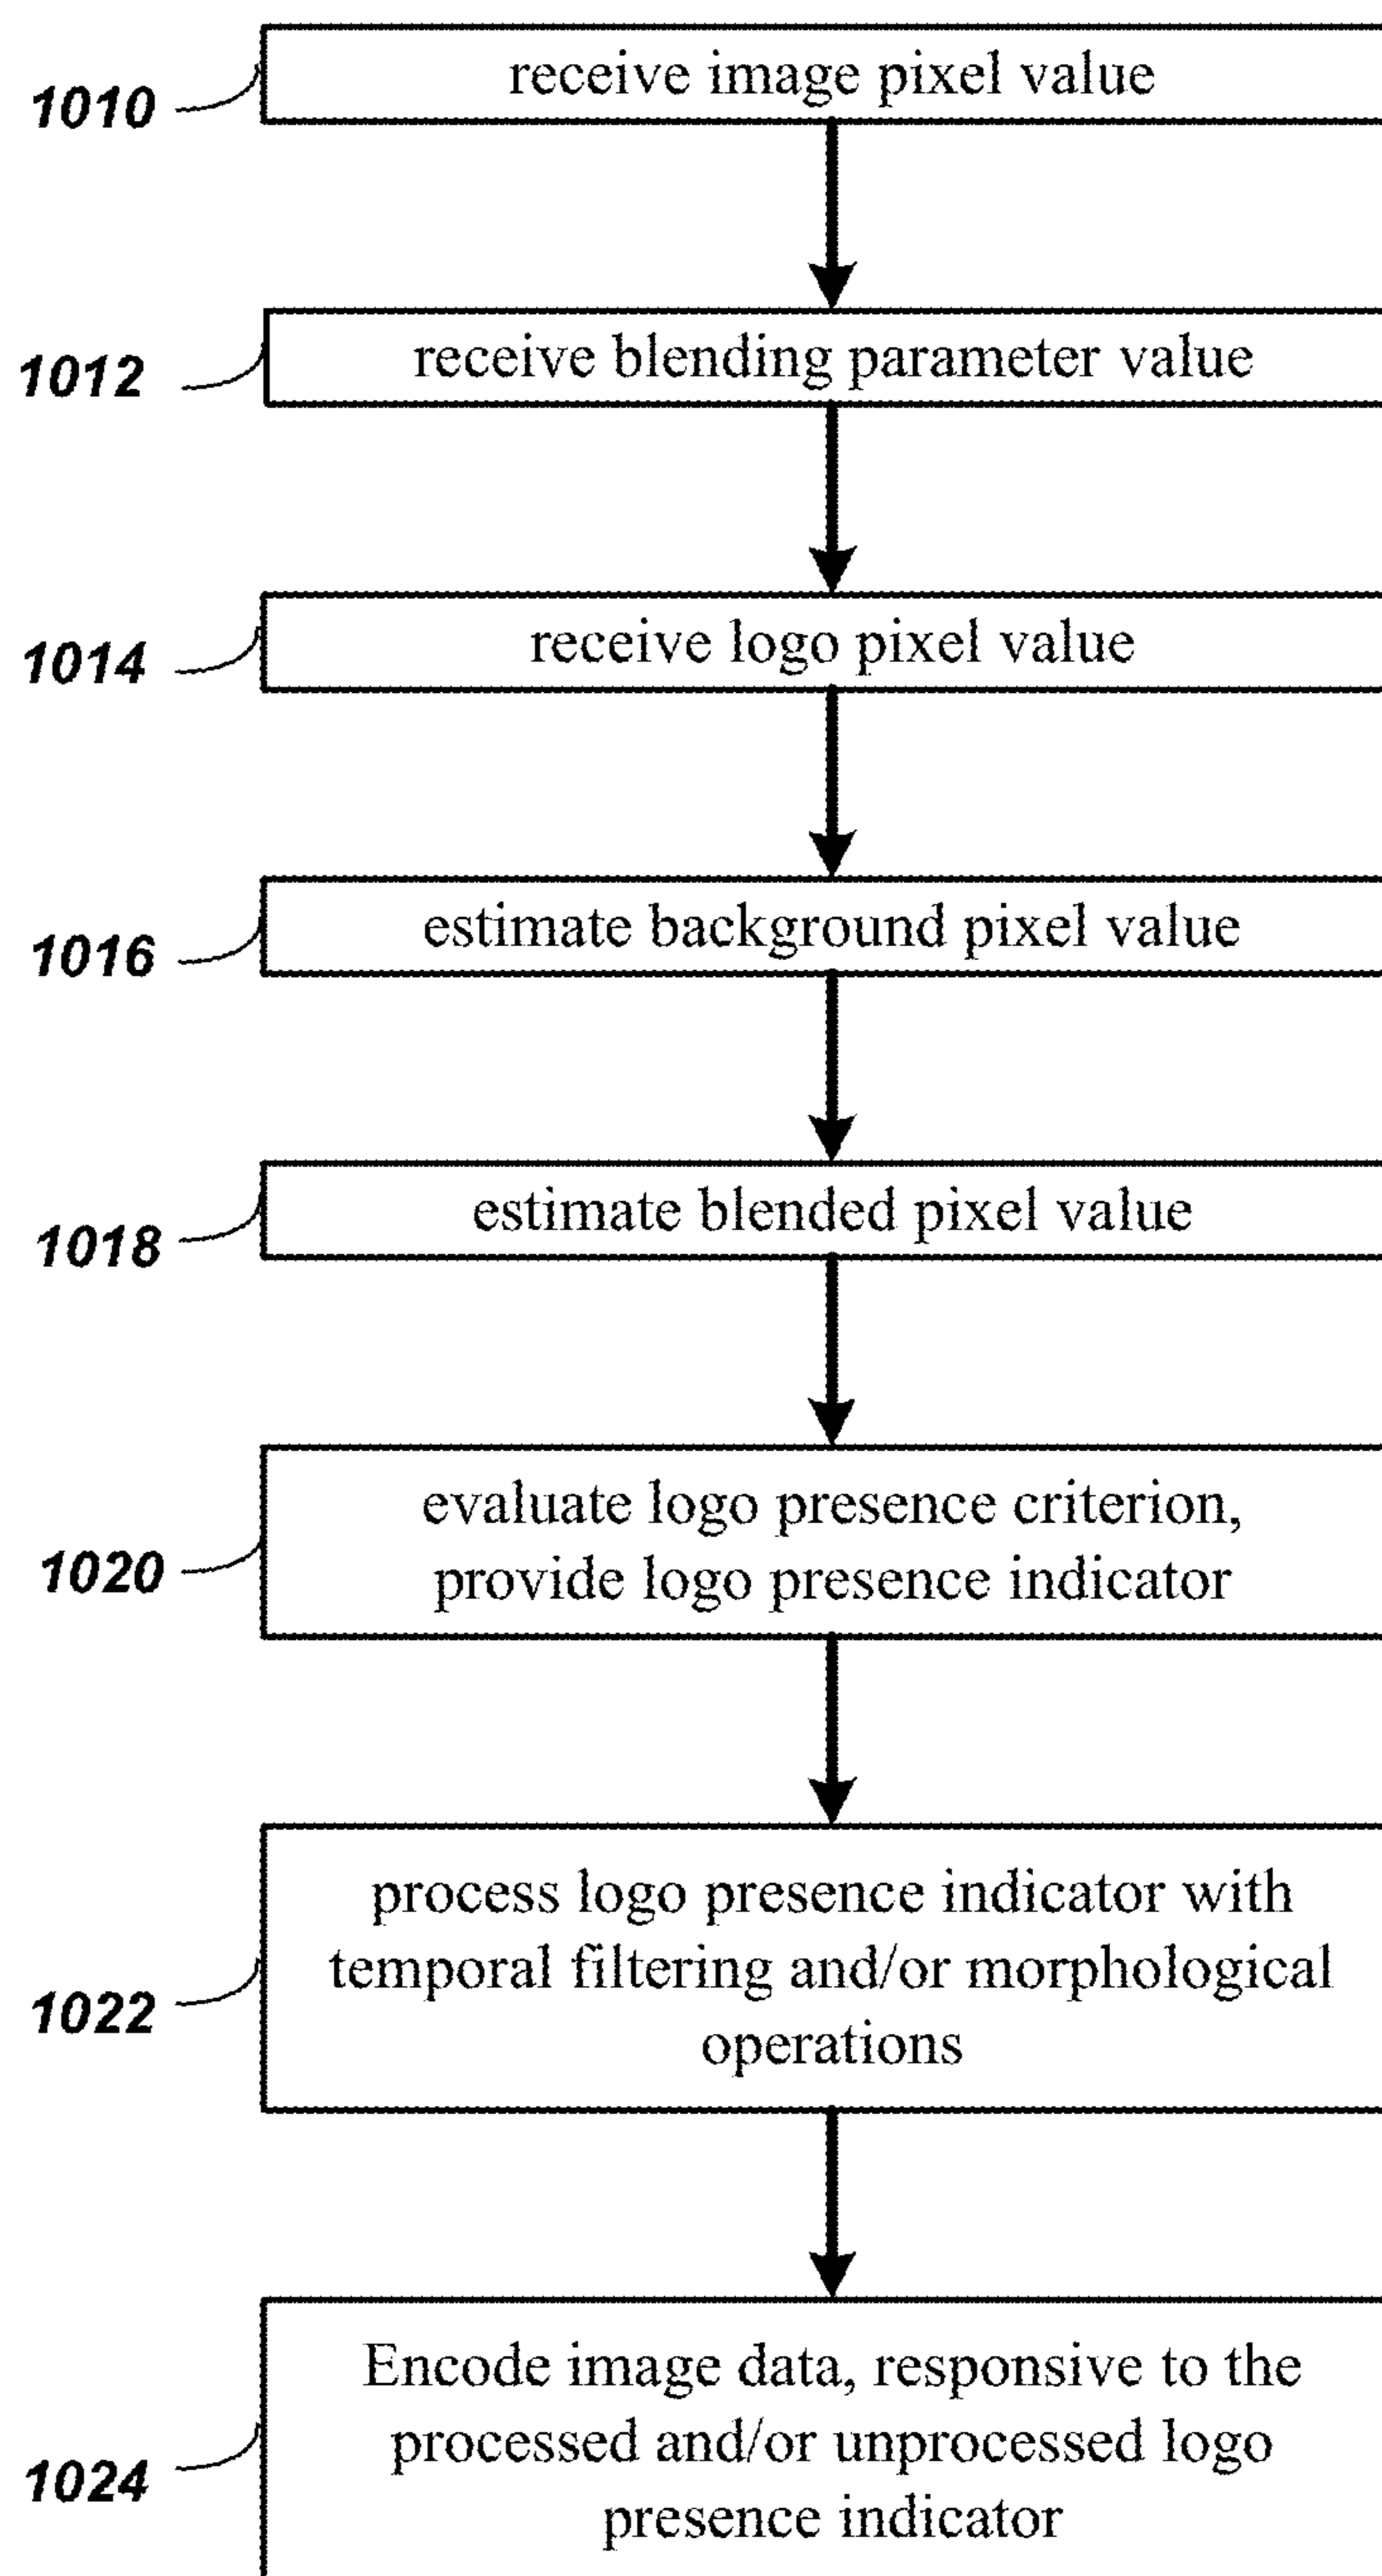 1010
receive image pixel value
1012
receive blending parameter value
1014
receive logo pixel value
1016
estimate background pixel value
1018
estimate blended pixel value
1020
evaluate logo presence criterion,
provide logo presence indicator
1022
process logo presence indicator with
temporal filtering and/or morphological
operations
1024
Encode image data, responsive to the
processed and/or unprocessed logo
presence indicator